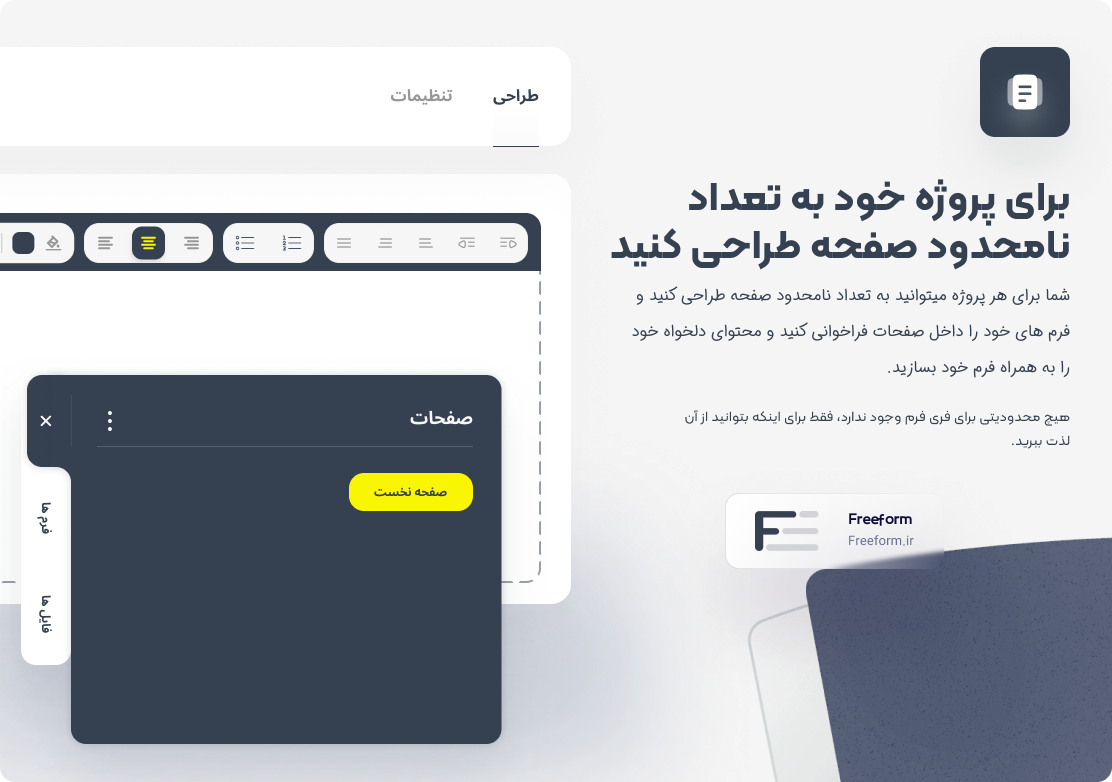 برای پروژه خود به تعداد
نامحدود صفحه طراحی کنید
شما برای هر پروژه میتوانید به تعداد نامحدود صفحه طراحی کنید و
فرم های خود را داخل صفحات فراخوانی کنید و محتوای دلخواه خود
را به همراه فرم خود بسازید.
هیچ محدودیتی برای فری فرم وجود ندارد، فقط برای اینکه بتوانید از آن
لذت ببرید.
Freeform
Freeform.ir
طراحی
تنظیمات
صفحات
صفحه نخست
فرم ها
فایل ها